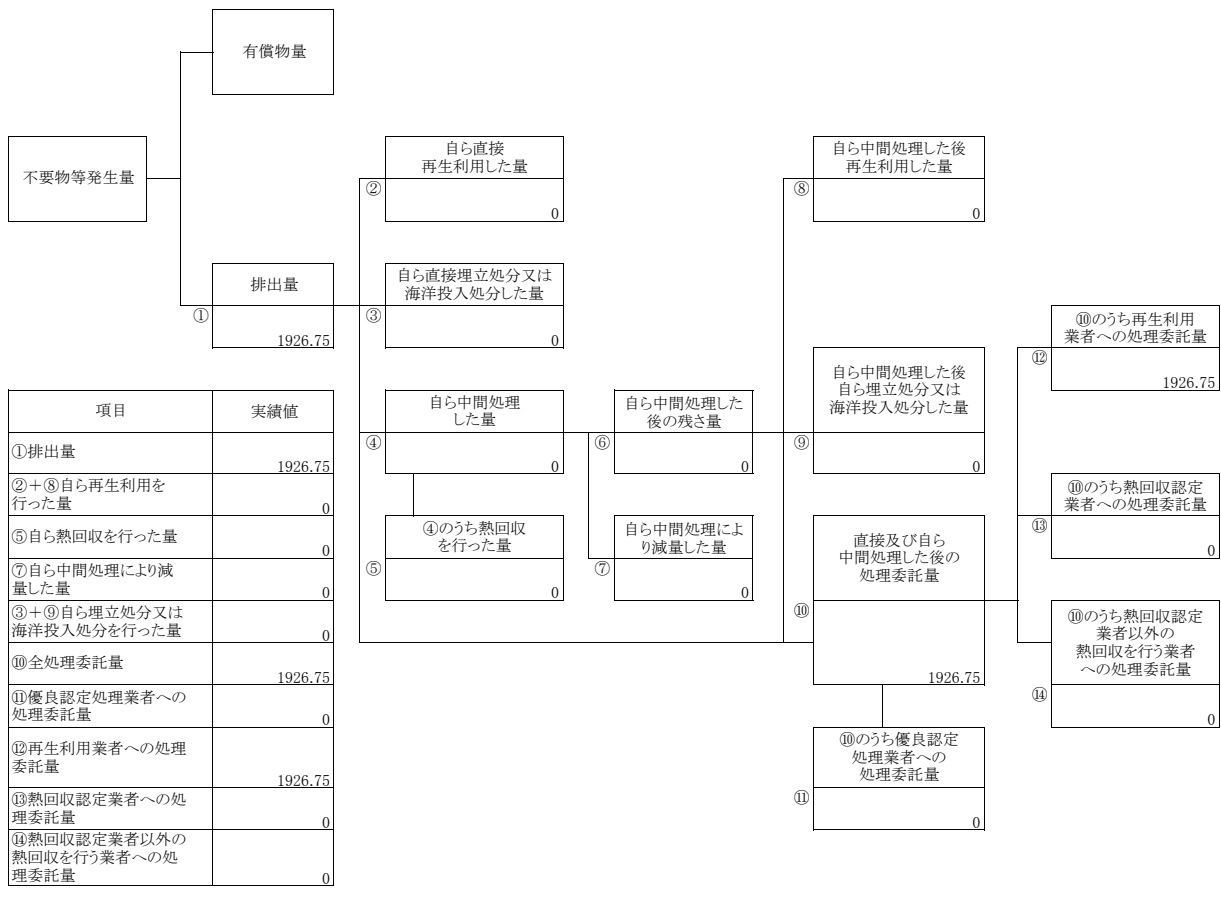 有償物量
不要物等発生量
自ら直接
再生利用した量
②
0
自ら中間処理した後
再生利用した量
⑧
0
排出量
①
1926.75
自ら直接埋立処分又は
海洋投入処分した量
③
0
⑩のうち再生利用
業者への処理委託量
⑫
1926.75
自ら中間処理
した量
④
0
自ら中間処理した
後の残さ量
⑥
0
自ら中間処理した後
自ら埋立処分又は
海洋投入処分した量
⑨
0
⑩のうち熱回収認定
業者への処理委託量
⑬
0
④のうち熱回収
を行った量
⑤
0
自ら中間処理によ
り減量した量
⑦
0
直接及び自ら
中間処理した後の
処理委託量
⑩
1926.75
⑩のうち熱回収認定
業者以外の
熱回収を行う業者
への処理委託量
⑭
0
⑩のうち優良認定
処理業者への
処理委託量
⑪
0
項目 実績値
①排出量
1926.75
②＋⑧自ら再生利用を
行った量
0
⑤自ら熱回収を行った量
0
⑦自ら中間処理により減
量した量
0
③＋⑨自ら埋立処分又は
海洋投入処分を行った量
0
⑩全処理委託量
1926.75
⑪優良認定処理業者への
処理委託量
0
⑫再生利用業者への処理
委託量
1926.75
⑬熱回収認定業者への処
理委託量
0
⑭熱回収認定業者以外の
熱回収を行う業者への処
理委託量
0